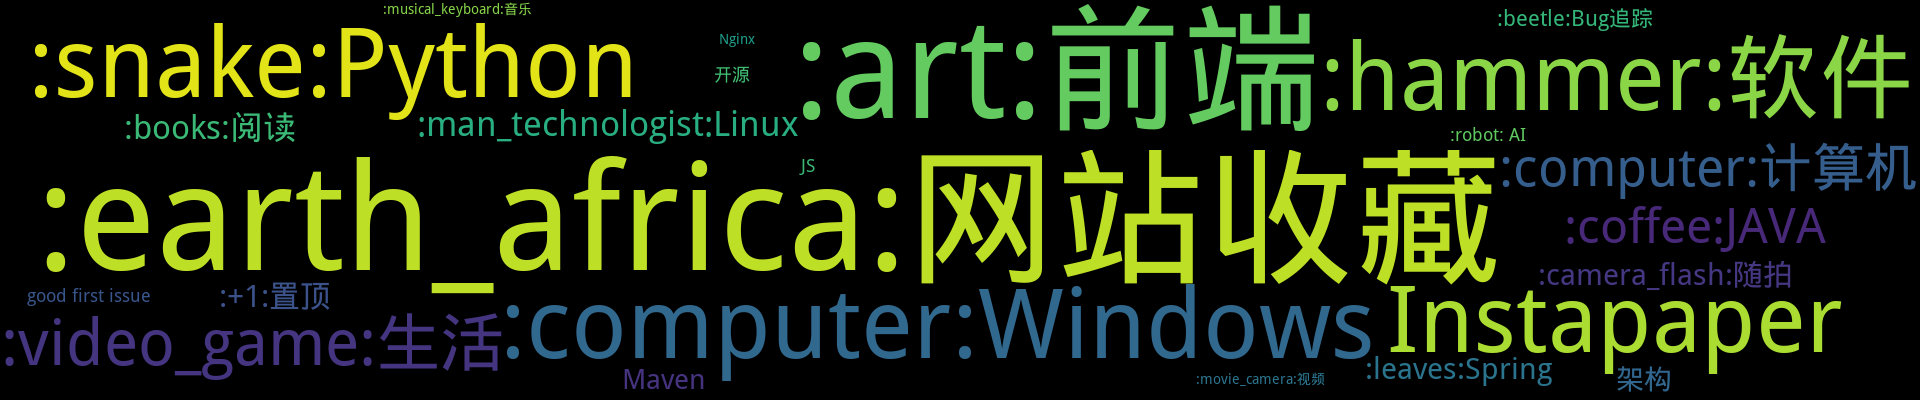 :musical_keyboard:音乐
:snake:Python
Nginx
开源
:art:前端
:beetle:Bug追踪
:hammer:软件
:books:阅读
:man_technologist:Linux
:robot: AI
:earth_africa:网站收藏
JS
:computer:计算机
:coffee:JAVA
:camera_flash:随拍
good first issue
:+1:置顶
:video_game:生活
:computer:Windows
Instapaper
Maven
:movie_camera:视频
:leaves:Spring
架构